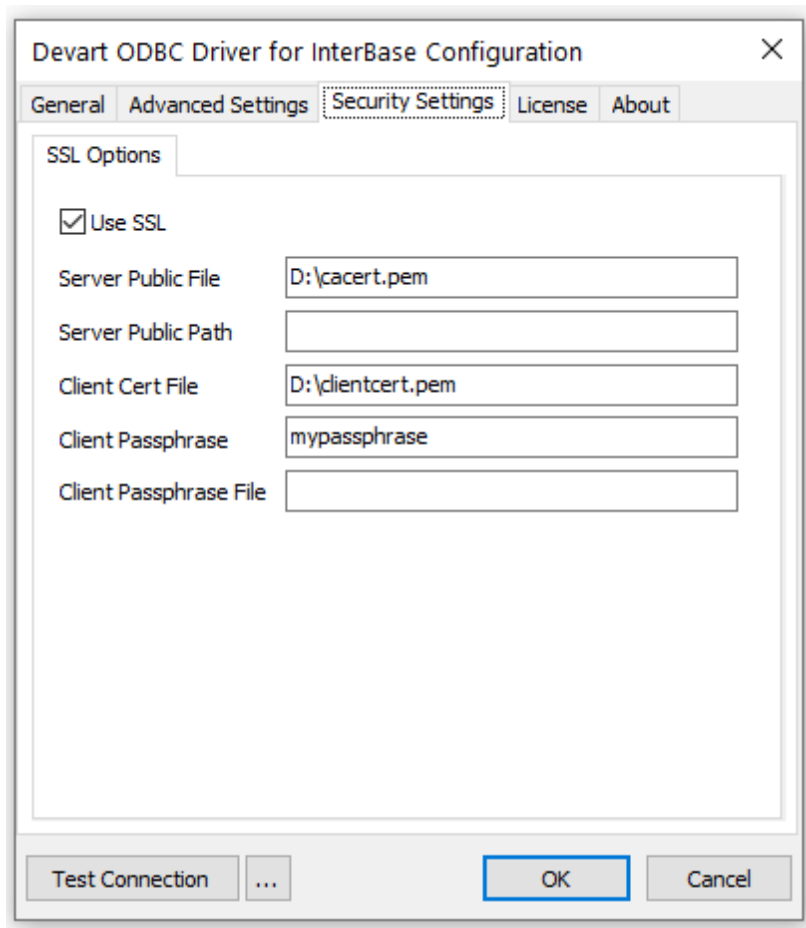 Devart ODBC Driver for InterBase Configuration
General Advanced Settings Security Settings License About
SSL Options
Use SSL
Server Public File D:\cacert.pem
Server Public Path
Client Cert File D:\clientcert.pem
Client Passphrase mypassphrase
Client Passphrase File
Test Connection ... OK Cancel